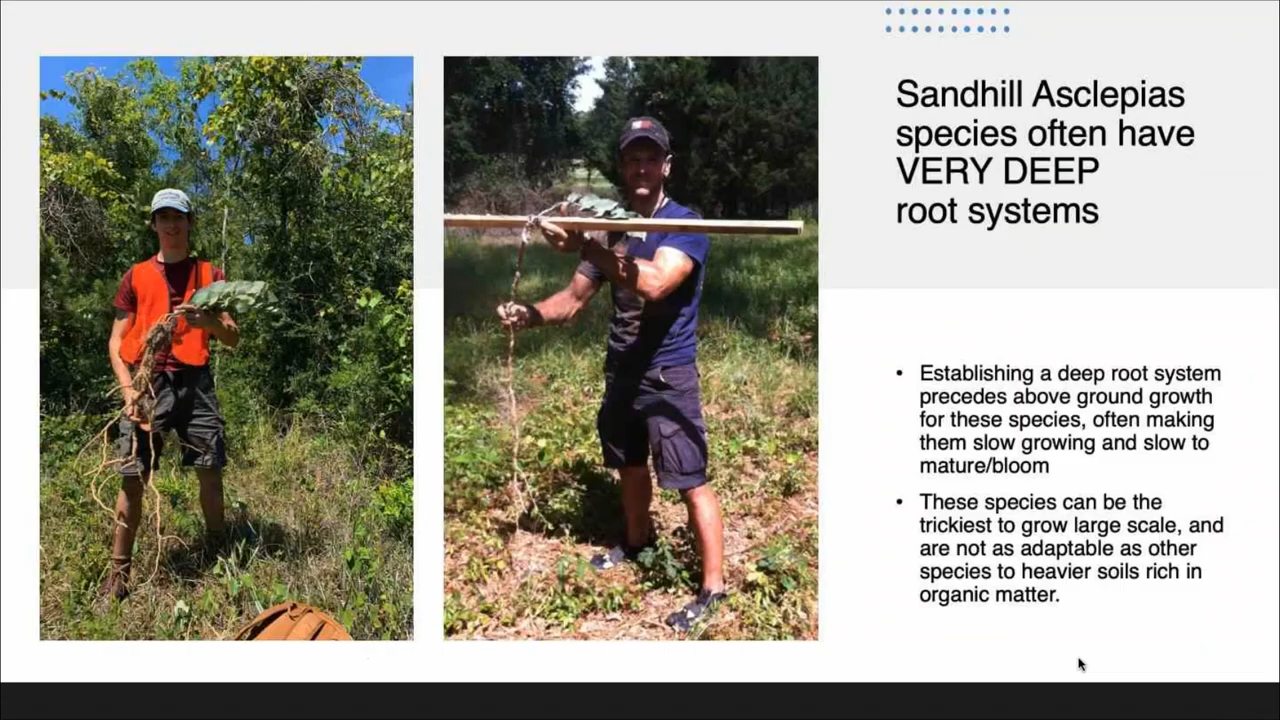 Sandhill Asclepias
species often have
VERY DEEP
root systems
• Establishing a deep root system
precedes above ground growth
for these species, often making
them slow growing and slow to
mature/bloom
• These species can be the
trickiest to grow large scale, and
are not as adaptable as other
species to heavier soils rich in
organic matter.